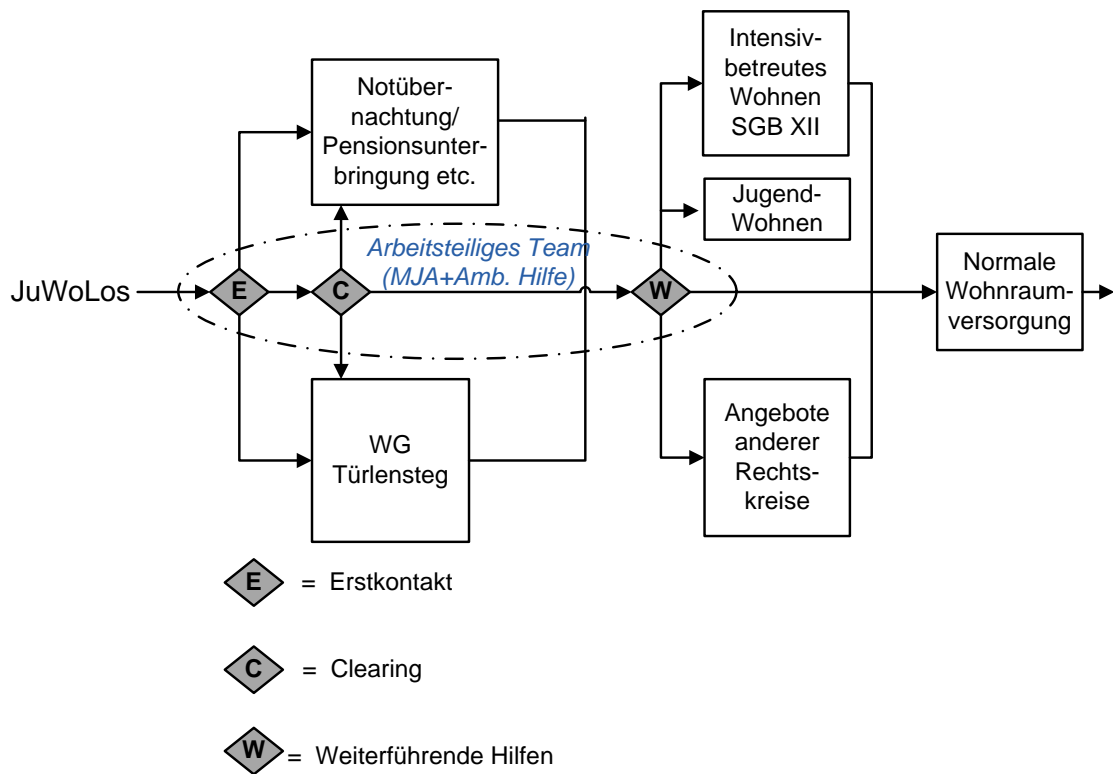 Notüber-
nachtung/
Pensionsunter-
bringung etc.
Intensiv-
betreutes
Wohnen
SGB XII
Jugend-
Wohnen
Arbeitsteiliges Team
(MJA+Amb. Hilfe)
JuWoLos
E
C
W
Normale
Wohnraum-
versorgung
WG
Türlensteg
Angebote
anderer
Rechts-
kreise
E = Erstkontakt
C = Clearing
W = Weiterführende Hilfen